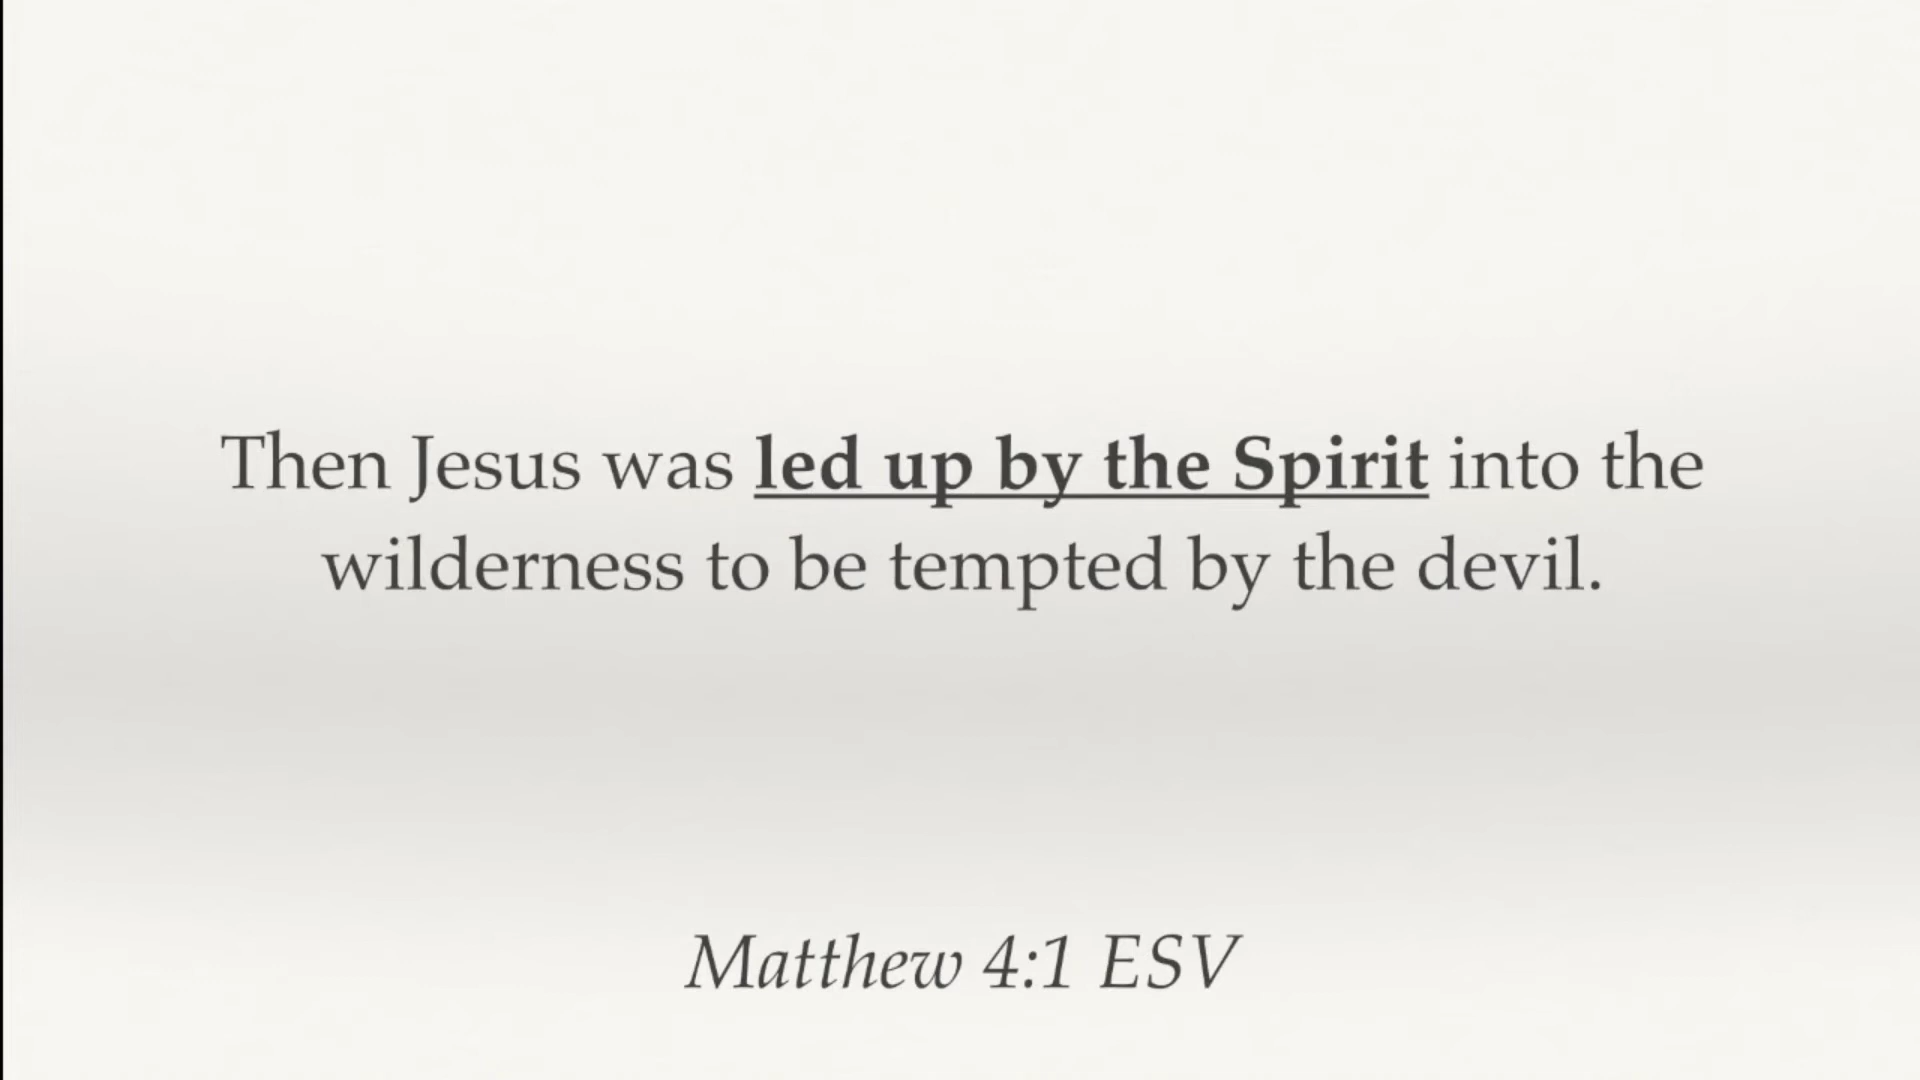 Then Jesus was led up by the Spirit into the
wilderness to be tempted by the devil.
Matthew 4:1 ESV